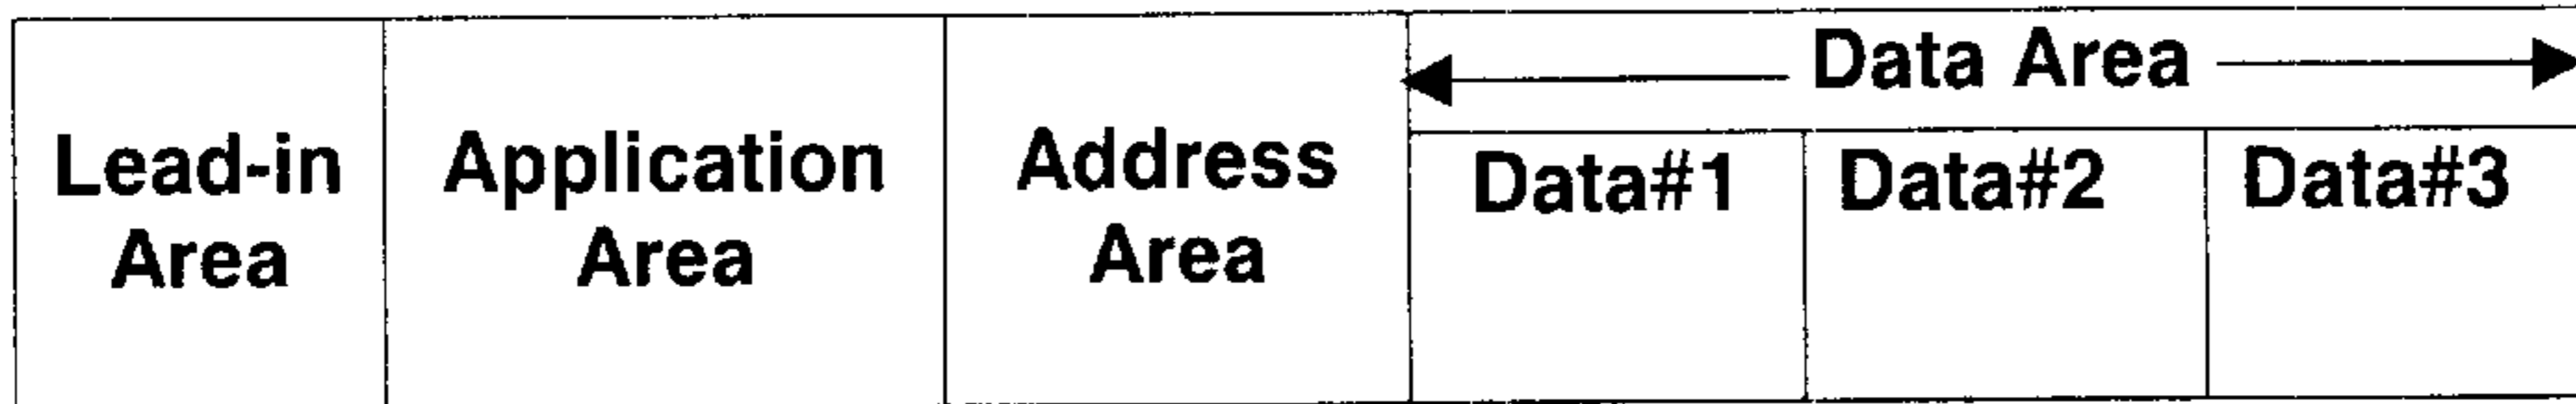 Lead-in
Area
Application
Area
Address
Area
Data Area
Data#1
Data#2
Data#3